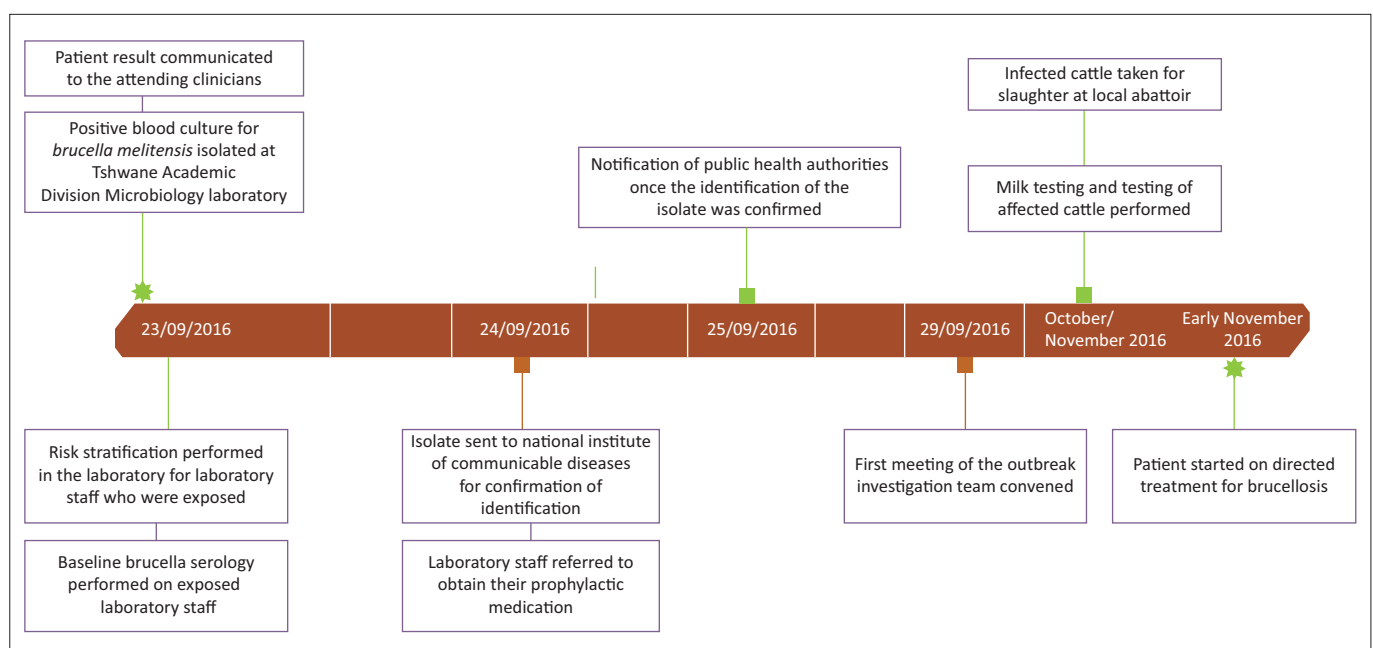 Patient result communicated
to the attending clinicians
Positive blood culture for
brucella melitensis isolated at
Tshwane Academic
Division Microbiology laboratory
Notification of public health authorities
once the identification of the
isolate was confirmed
Infected cattle taken for
slaughter at local abattoir
Milk testing and testing of
affected cattle performed
23/09/2016
24/09/2016
25/09/2016
29/09/2016
October/
November 2016
Early November
2016
Risk stratification performed
in the laboratory for laboratory
staff who were exposed
Baseline brucella serology
performed on exposed
laboratory staff
Isolate sent to national institute
of communicable diseases
for confirmation of
identification
Laboratory staff referred to
obtain their prophylactic
medication
First meeting of the outbreak
investigation team convened
Patient started on directed
treatment for brucellosis